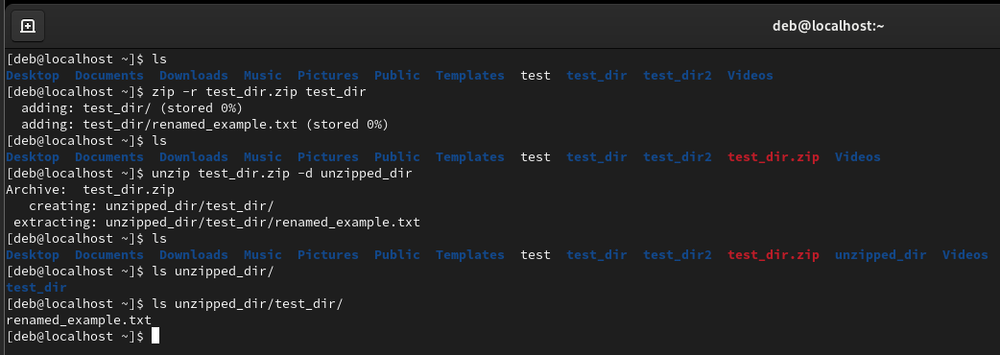 deb@localhost:~
[deb@localhost ~]$ ls
Desktop  Documents  Downloads  Music  Pictures  Public  Templates  test  test_dir  test_dir2  Videos
[deb@localhost ~]$ zip -r test_dir.zip test_dir
  adding: test_dir/ (stored 0%)
  adding: test_dir/renamed_example.txt (stored 0%)
[deb@localhost ~]$ ls
Desktop  Documents  Downloads  Music  Pictures  Public  Templates  test  test_dir  test_dir2  test_dir.zip  Videos
[deb@localhost ~]$ unzip test_dir.zip -d unzipped_dir
Archive:  test_dir.zip
   creating: unzipped_dir/test_dir/
 extracting: unzipped_dir/test_dir/renamed_example.txt
[deb@localhost ~]$ ls
Desktop  Documents  Downloads  Music  Pictures  Public  Templates  test  test_dir  test_dir2  test_dir.zip  unzipped_dir  Videos
[deb@localhost ~]$ ls unzipped_dir/
test_dir
[deb@localhost ~]$ ls unzipped_dir/test_dir/
renamed_example.txt
[deb@localhost ~]$